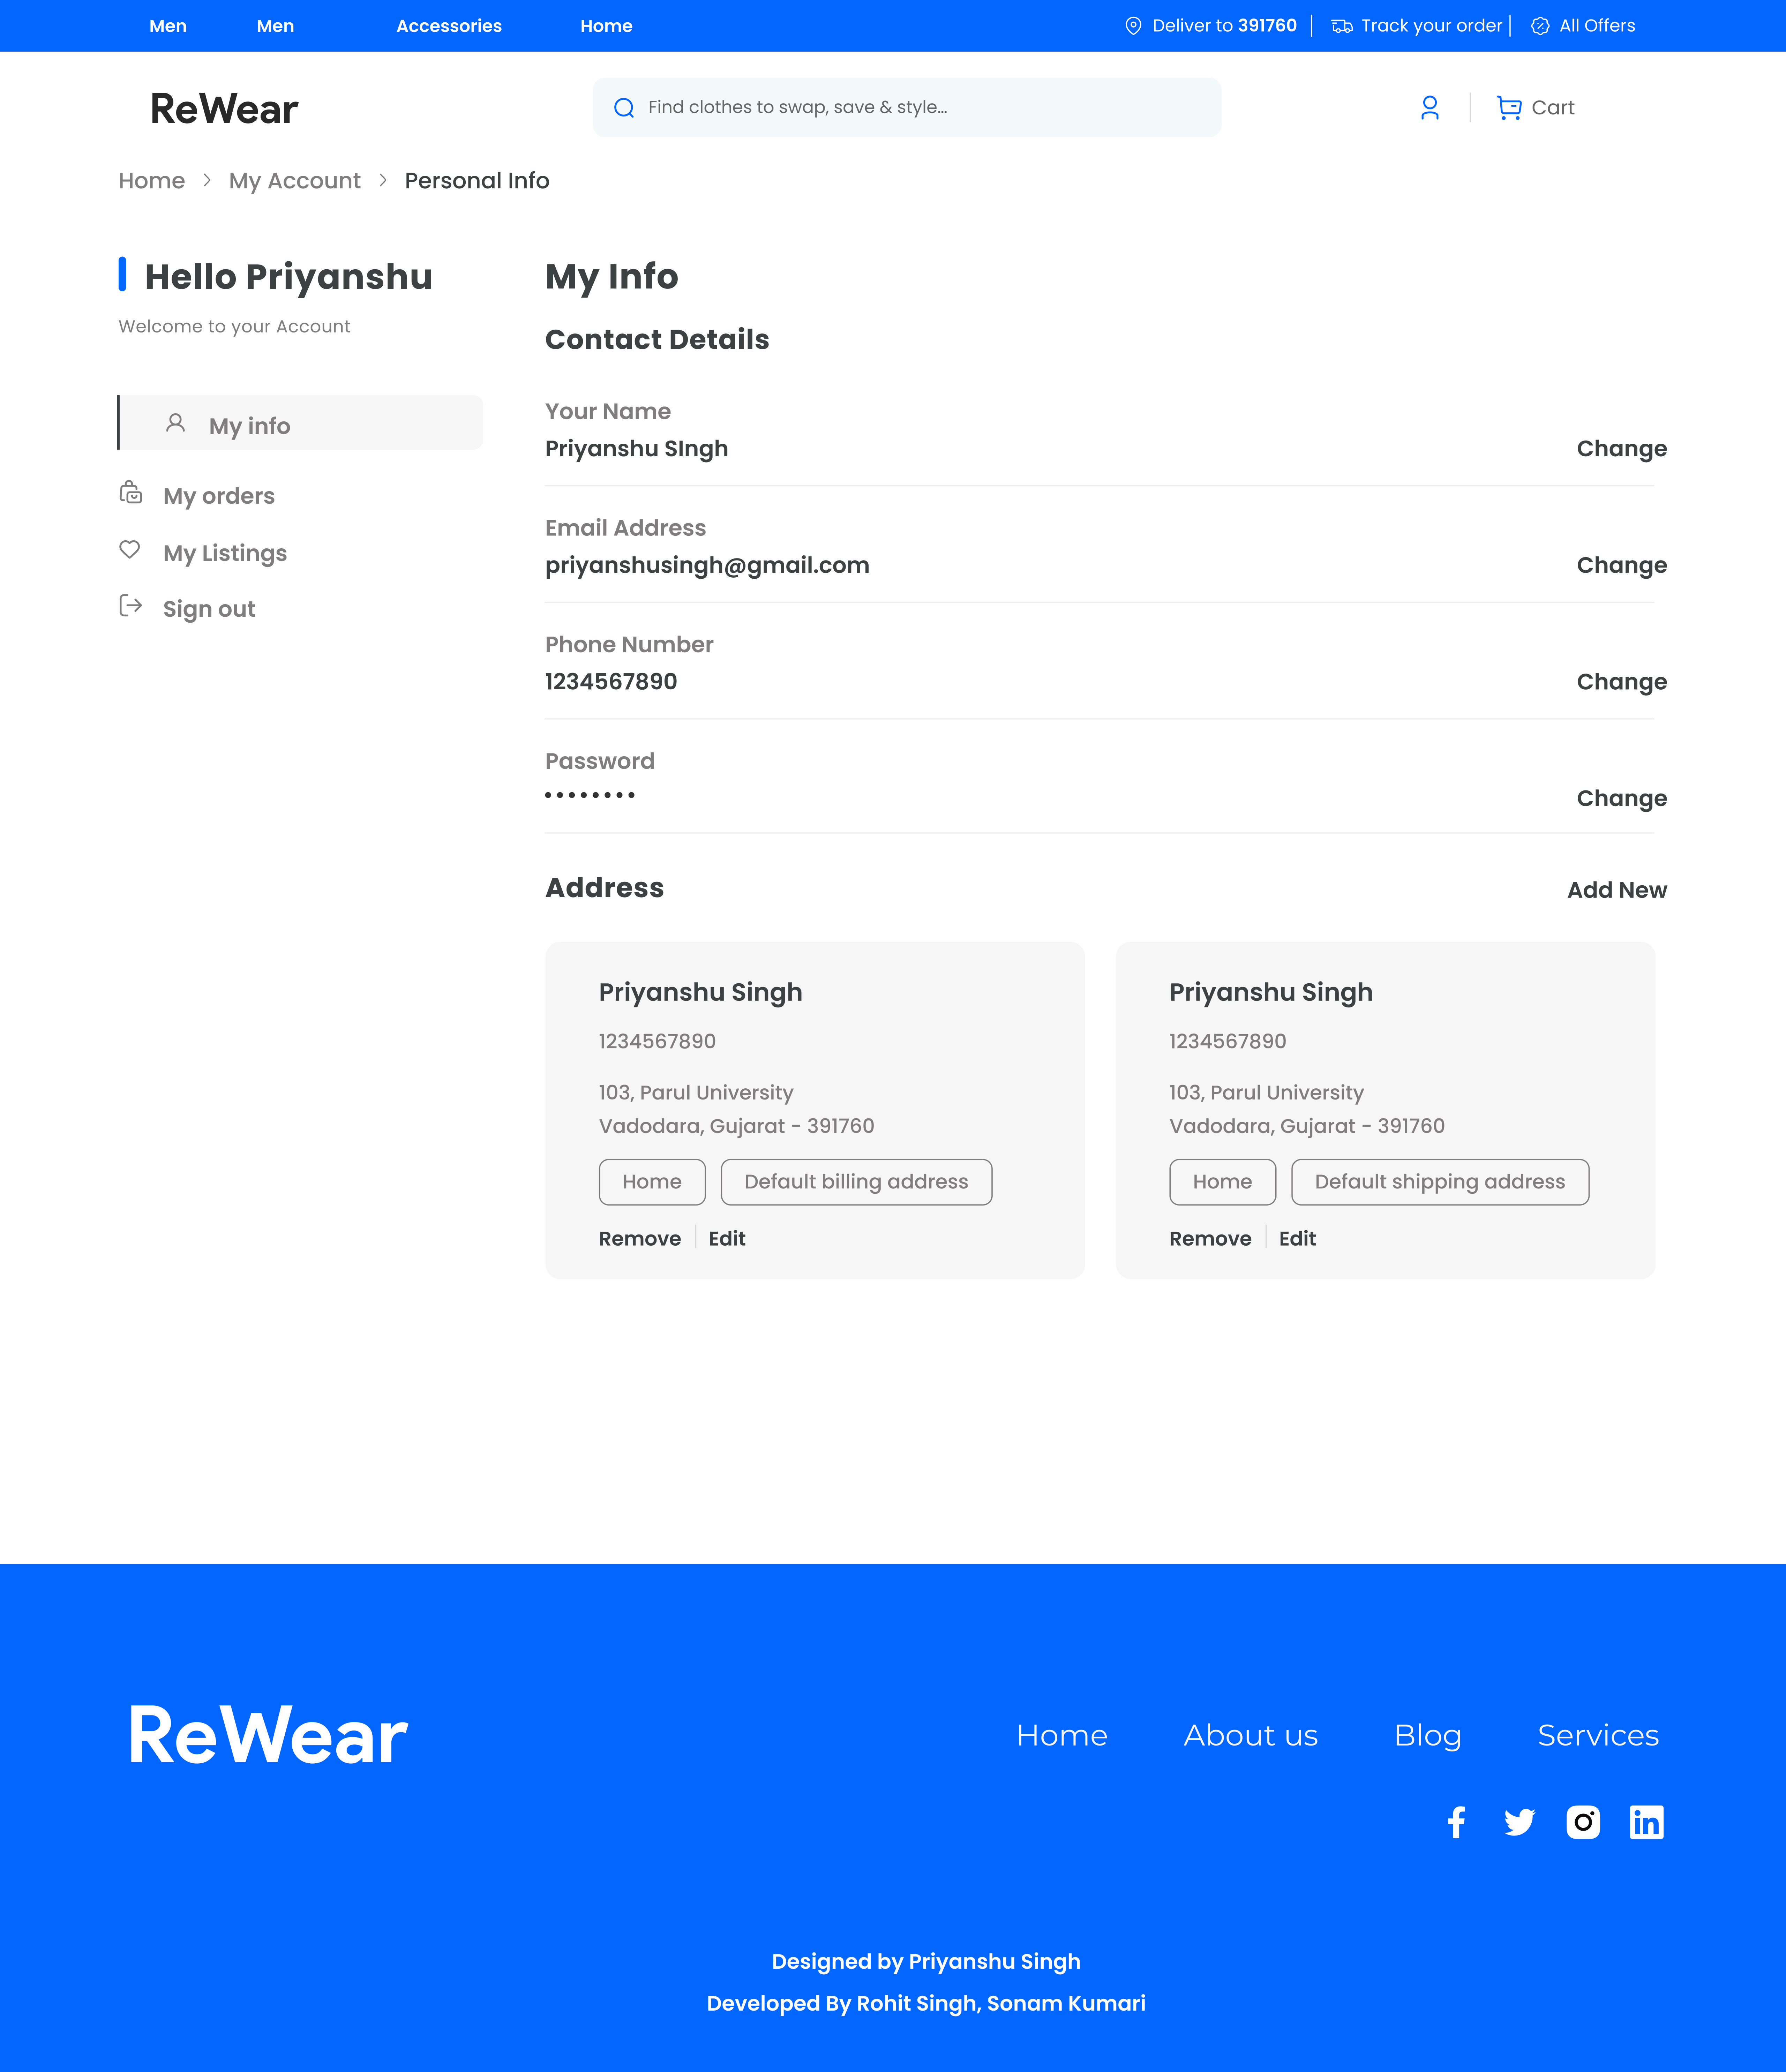 Men Men Accessories Home Deliver to 391760 | Track your order | All Offers
ReWear Find clothes to swap, save & style... Cart
Home > My Account > Personal Info
Hello Priyanshu
Welcome to your Account
My info
My orders
My Listings
Sign out
My Info
Contact Details
Your Name
Priyanshu SIngh Change
Email Address
priyanshusingh@gmail.com Change
Phone Number
1234567890 Change
Password
•••••••• Change
Address Add New
Priyanshu Singh
1234567890
103, Parul University
Vadodara, Gujarat - 391760
Home Default billing address
Remove Edit
Priyanshu Singh
1234567890
103, Parul University
Vadodara, Gujarat - 391760
Home Default shipping address
Remove Edit
ReWear
Home About us Blog Services
Designed by Priyanshu Singh
Developed By Rohit Singh, Sonam Kumari